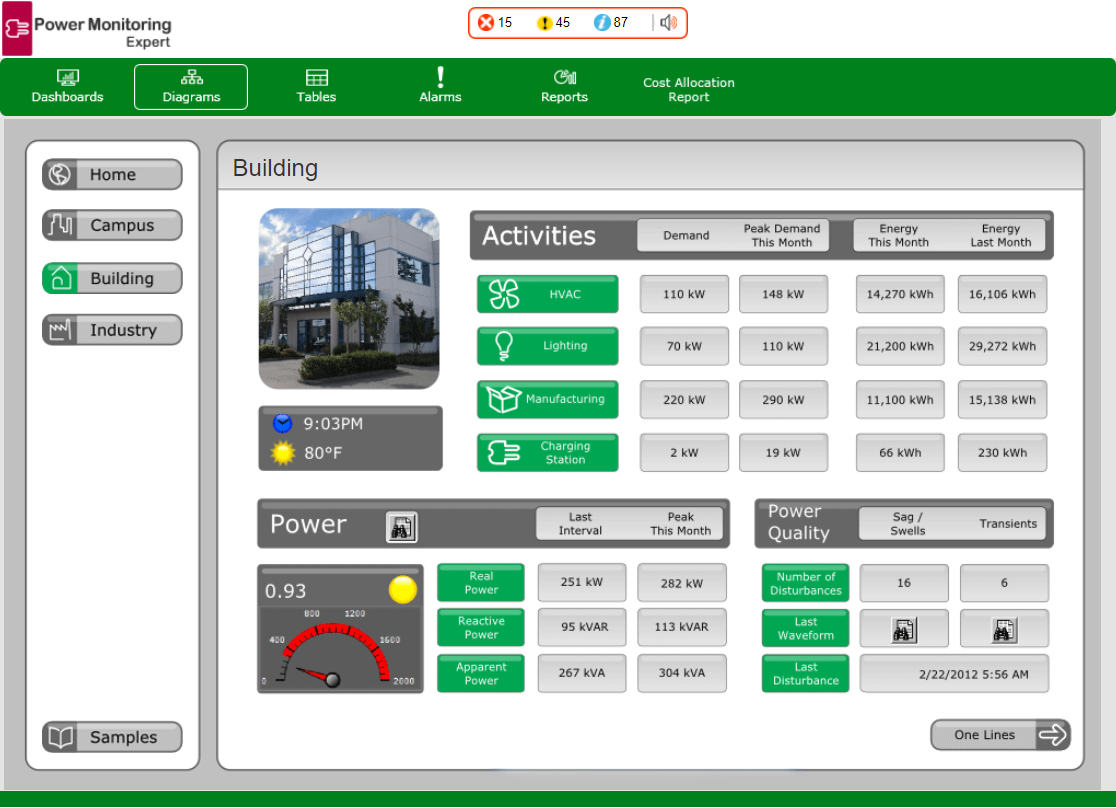 Power Monitoring
Expert
15 45 87
Dashboards Diagrams Tables Alarms Reports Cost Allocation
Report
Home
Campus
Building
Industry
Samples
Building
Activities Demand Peak Demand
This Month Energy
This Month Energy
Last Month
HVAC 110 kW 148 kW 14,270 kWh 16,106 kWh
Lighting 70 kW 110 kW 21,200 kWh 29,272 kWh
Manufacturing 220 kW 290 kW 11,100 kWh 15,138 kWh
Charging
Station 2 kW 19 kW 66 kWh 230 kWh
9:03PM
80°F
Power Last
Interval Peak
This Month
0.93
0 400 800 1200 1600 2000
Real
Power 251 kW 282 kW
Reactive
Power 95 kVAR 113 kVAR
Apparent
Power 267 kVA 304 kVA
Power
Quality Sag /
Swells Transients
Number of
Disturbances 16 6
Last
Waveform
Last
Disturbance 2/22/2012 5:56 AM
One Lines